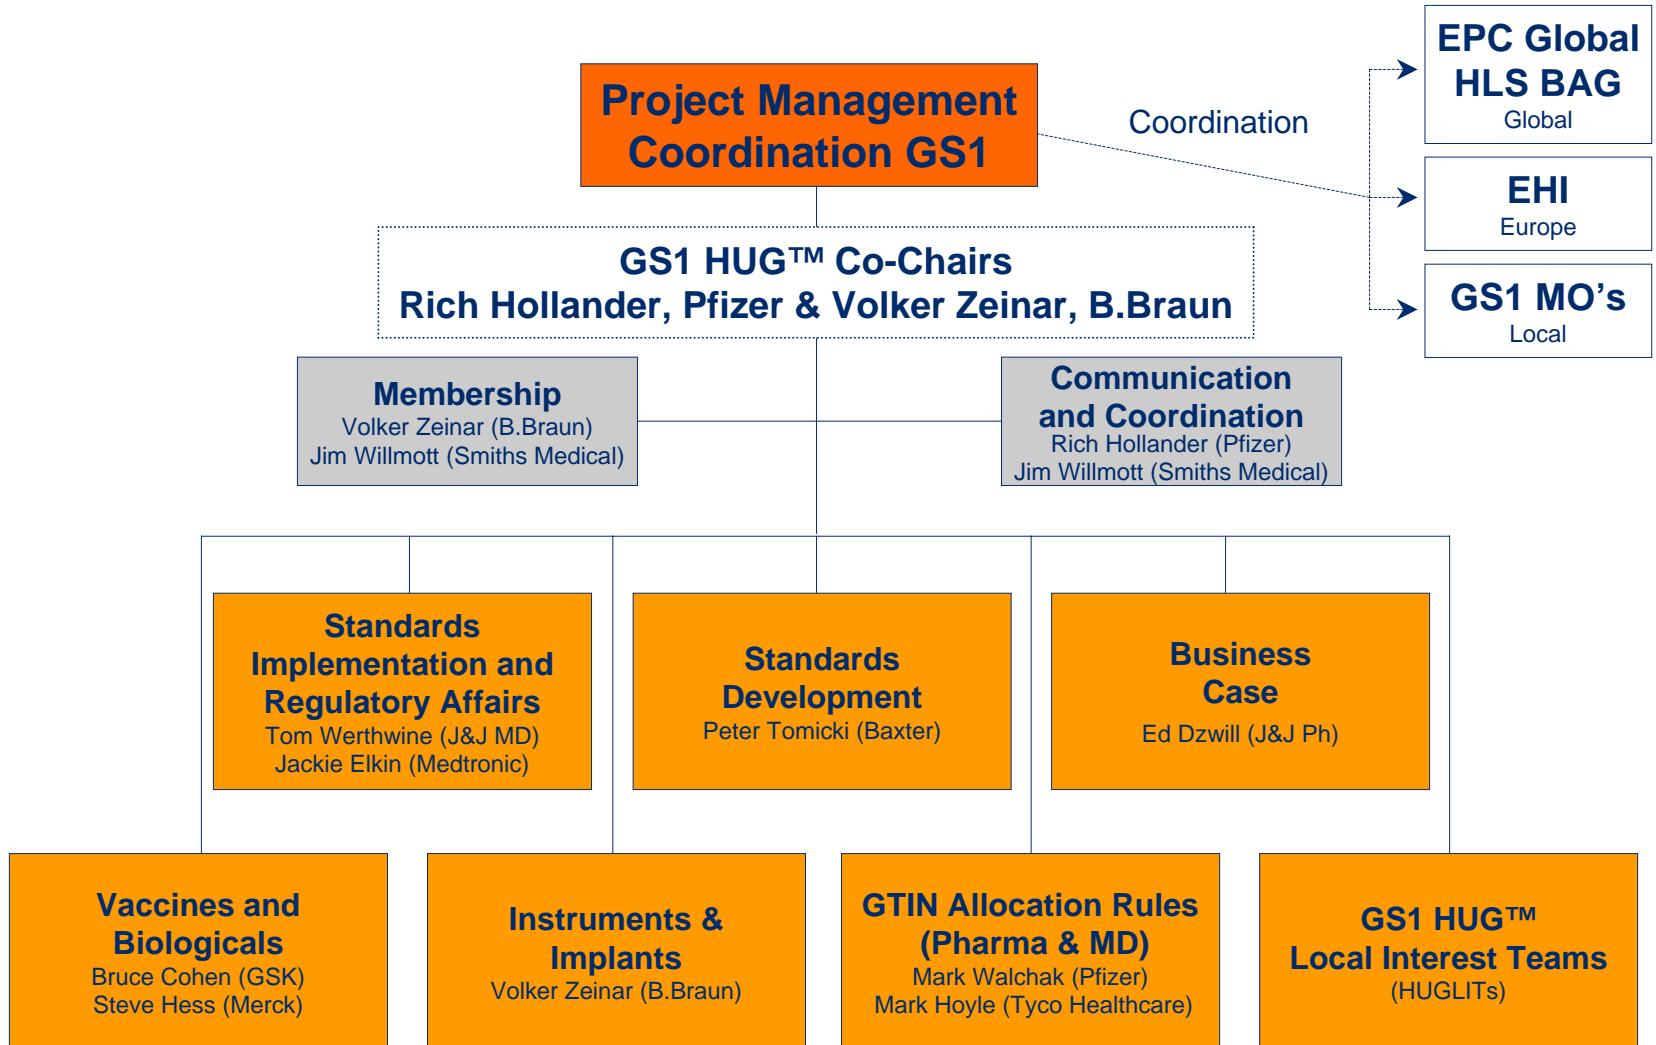 Project Management
Coordination GS1
Coordination
EPC Global
HLS BAG
Global
EHI
Europe
GS1 MO's
Local
GS1 HUG™ Co-Chairs
Rich Hollander, Pfizer & Volker Zeinar, B.Braun
Membership
Volker Zeinar (B.Braun)
Jim Willmott (Smiths Medical)
Communication
and Coordination
Rich Hollander (Pfizer)
Jim Willmott (Smiths Medical)
Standards
Implementation and
Regulatory Affairs
Tom Werthwine (J&J MD)
Jackie Elkin (Medtronic)
Standards
Development
Peter Tomicki (Baxter)
Business
Case
Ed Dzwill (J&J Ph)
Vaccines and
Biologicals
Bruce Cohen (GSK)
Steve Hess (Merck)
Instruments &
Implants
Volker Zeinar (B.Braun)
GTIN Allocation Rules
(Pharma & MD)
Mark Walchak (Pfizer)
Mark Hoyle (Tyco Healthcare)
GS1 HUG™
Local Interest Teams
(HUGLITs)